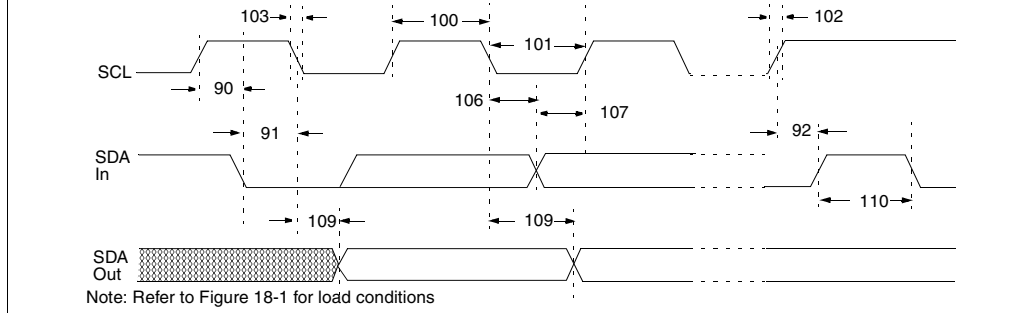 103
100
102
101
SCL
90
106
107
91
92
SDA
In
110
109
109
SDA
Out
Note: Refer to Figure 18-1 for load conditions